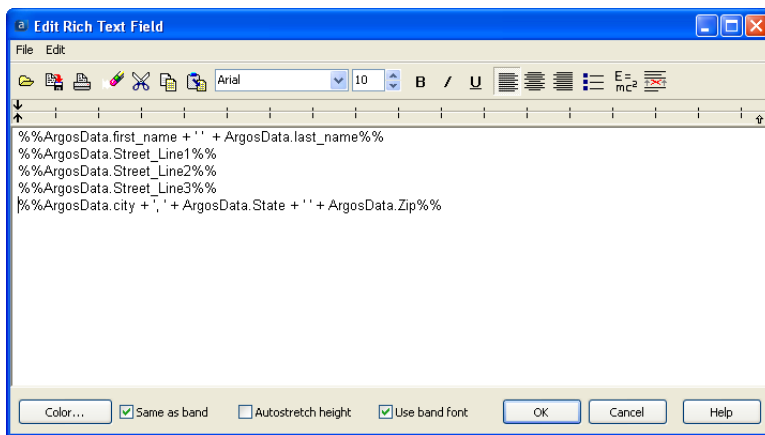 a Edit Rich Text Field
File Edit
Arial 10 B I U E= mc²
%%ArgosData.first_name + ' ' + ArgosData.last_name%%
%%ArgosData.Street_Line1%%
%%ArgosData.Street_Line2%%
%%ArgosData.Street_Line3%%
%%ArgosData.city + ', ' + ArgosData.State + ' ' + ArgosData.Zip%%
Color... Same as band Autostretch height Use band font OK Cancel Help